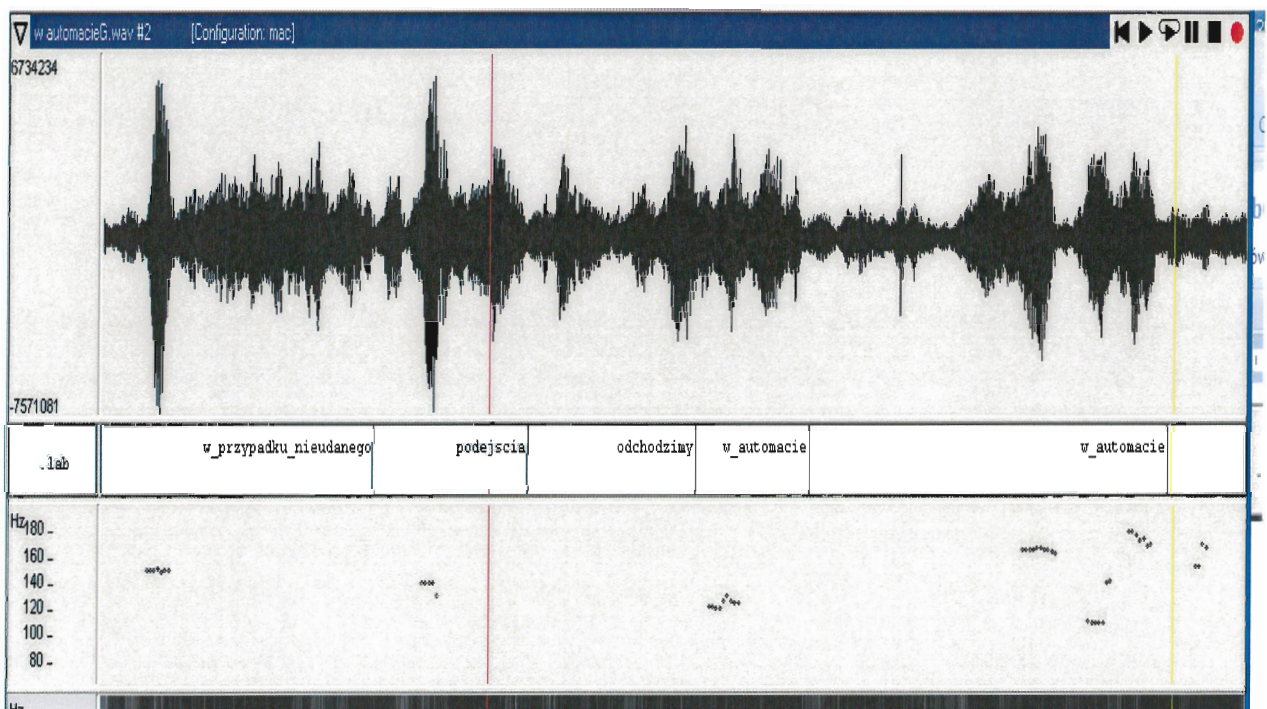 w automacieG.wav #2 [Configuration: mac]
6734234
-7571081
.lab
w_przypadku_nieudanego podejscia odchodzimy w_automacie w_automacie
Hz
180
160
140
120
100
80
Hz